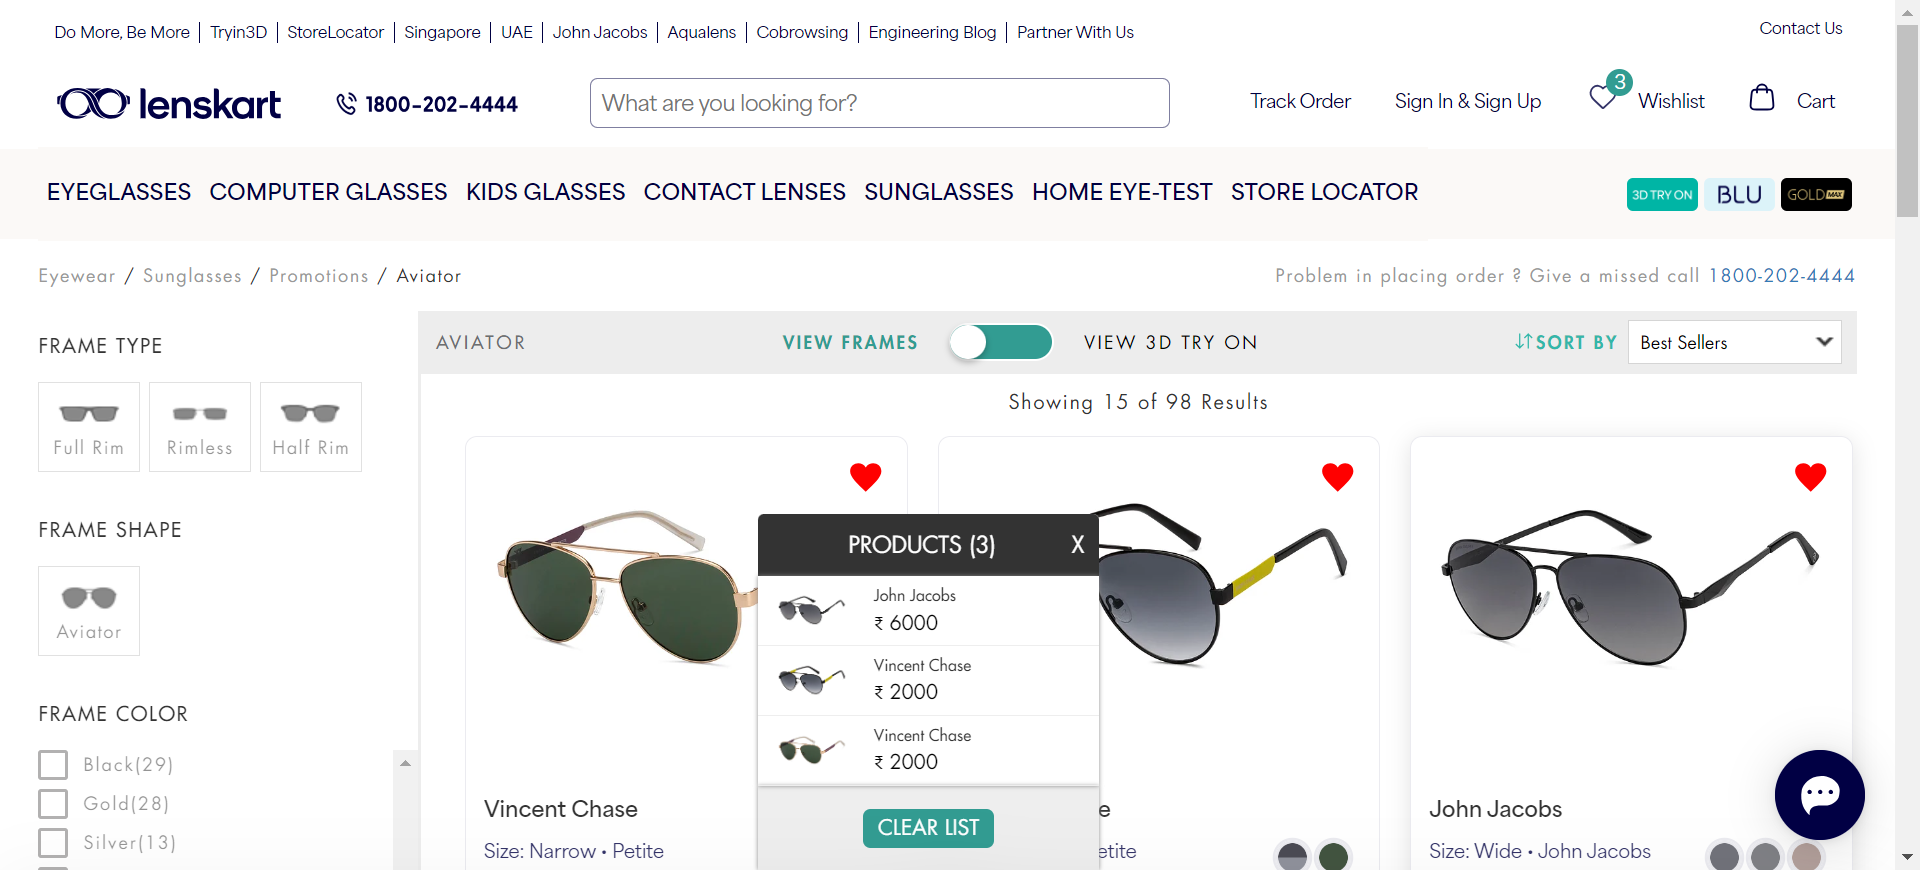 Do More, Be More Tryin3D StoreLocator Singapore UAE John Jacobs Aqualens Cobrowsing Engineering Blog Partner With Us Contact Us
lenskart 1800-202-4444 What are you looking for? Track Order Sign In & Sign Up 3 Wishlist Cart
EYEGLASSES COMPUTER GLASSES KIDS GLASSES CONTACT LENSES SUNGLASSES HOME EYE-TEST STORE LOCATOR 3D TRY ON BLU GOLD MAX
Eyewear / Sunglasses / Promotions / Aviator Problem in placing order ? Give a missed call 1800-202-4444
FRAME TYPE
Full Rim Rimless Half Rim
FRAME SHAPE
Aviator
FRAME COLOR
Black(29)
Gold(28)
Silver(13)
AVIATOR VIEW FRAMES VIEW 3D TRY ON SORT BY Best Sellers
Showing 15 of 98 Results
PRODUCTS (3) X
John Jacobs
₹ 6000
Vincent Chase
₹ 2000
Vincent Chase
₹ 2000
CLEAR LIST
Vincent Chase
Size: Narrow • Petite
e
etite
John Jacobs
Size: Wide • John Jacobs